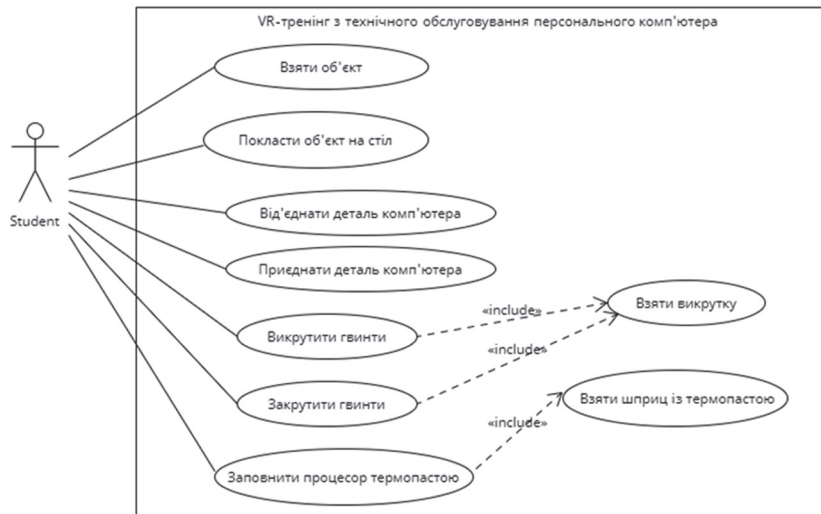 VR-тренінг з технічного обслуговування персонального комп'ютера
Взяти об'єкт
Покласти об'єкт на стіл
Student
Від'єднати деталь комп'ютера
Приєднати деталь комп'ютера
Взяти викрутку
«include»
Викрутити гвинти
«include»
Взяти шприц із термопастою
Закрутити гвинти
«include»
Заповнити процесор термопастою